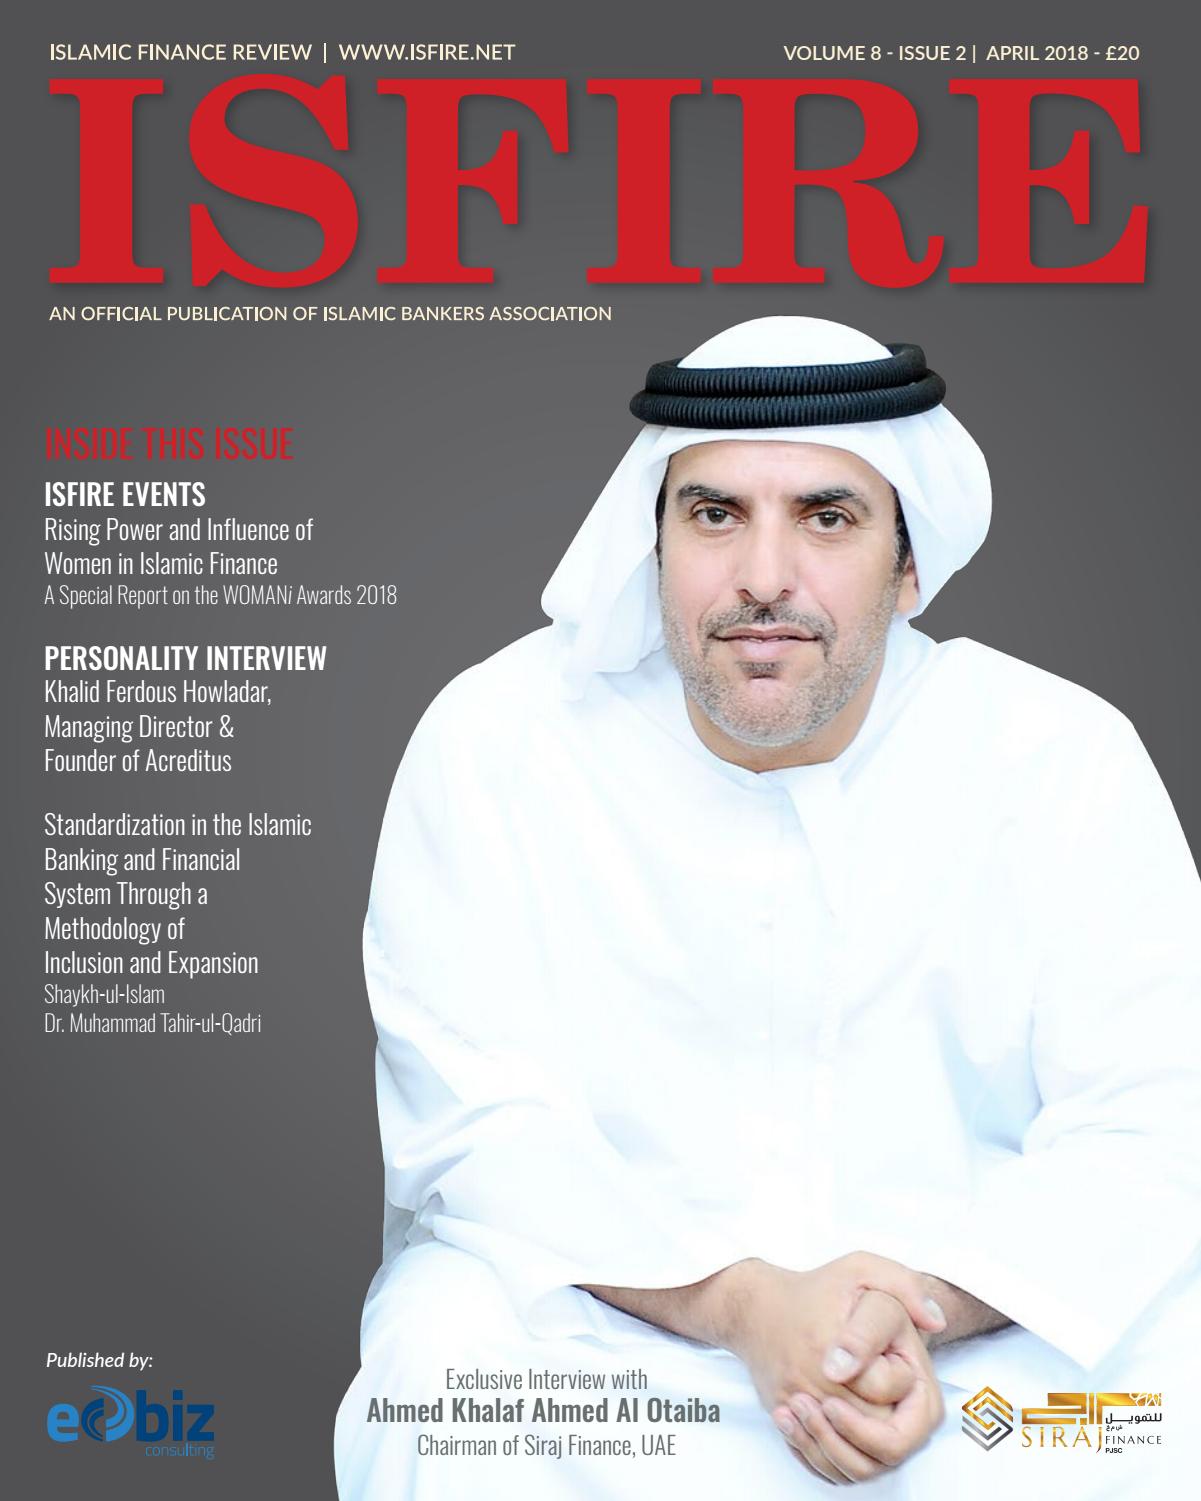 ISLAMIC FINANCE REVIEW | WWW.ISFIRE.NET
VOLUME 8 - ISSUE 2 | APRIL 2018 - £20
ISFIRE
AN OFFICIAL PUBLICATION OF ISLAMIC BANKERS ASSOCIATION
INSIDE THIS ISSUE
ISFIRE EVENTS
Rising Power and Influence of
Women in Islamic Finance
A Special Report on the WOMANi Awards 2018
PERSONALITY INTERVIEW
Khalid Ferdous Howladar,
Managing Director &
Founder of Acreditus
Standardization in the Islamic
Banking and Financial
System Through a
Methodology of
Inclusion and Expansion
Shaykh-ul-Islam
Dr. Muhammad Tahir-ul-Qadri
Published by:
edbiz
consulting
Exclusive Interview with
Ahmed Khalaf Ahmed Al Otaiba
Chairman of Siraj Finance, UAE
للتمويل
ش م خ
SIRAJ FINANCE
PJSC